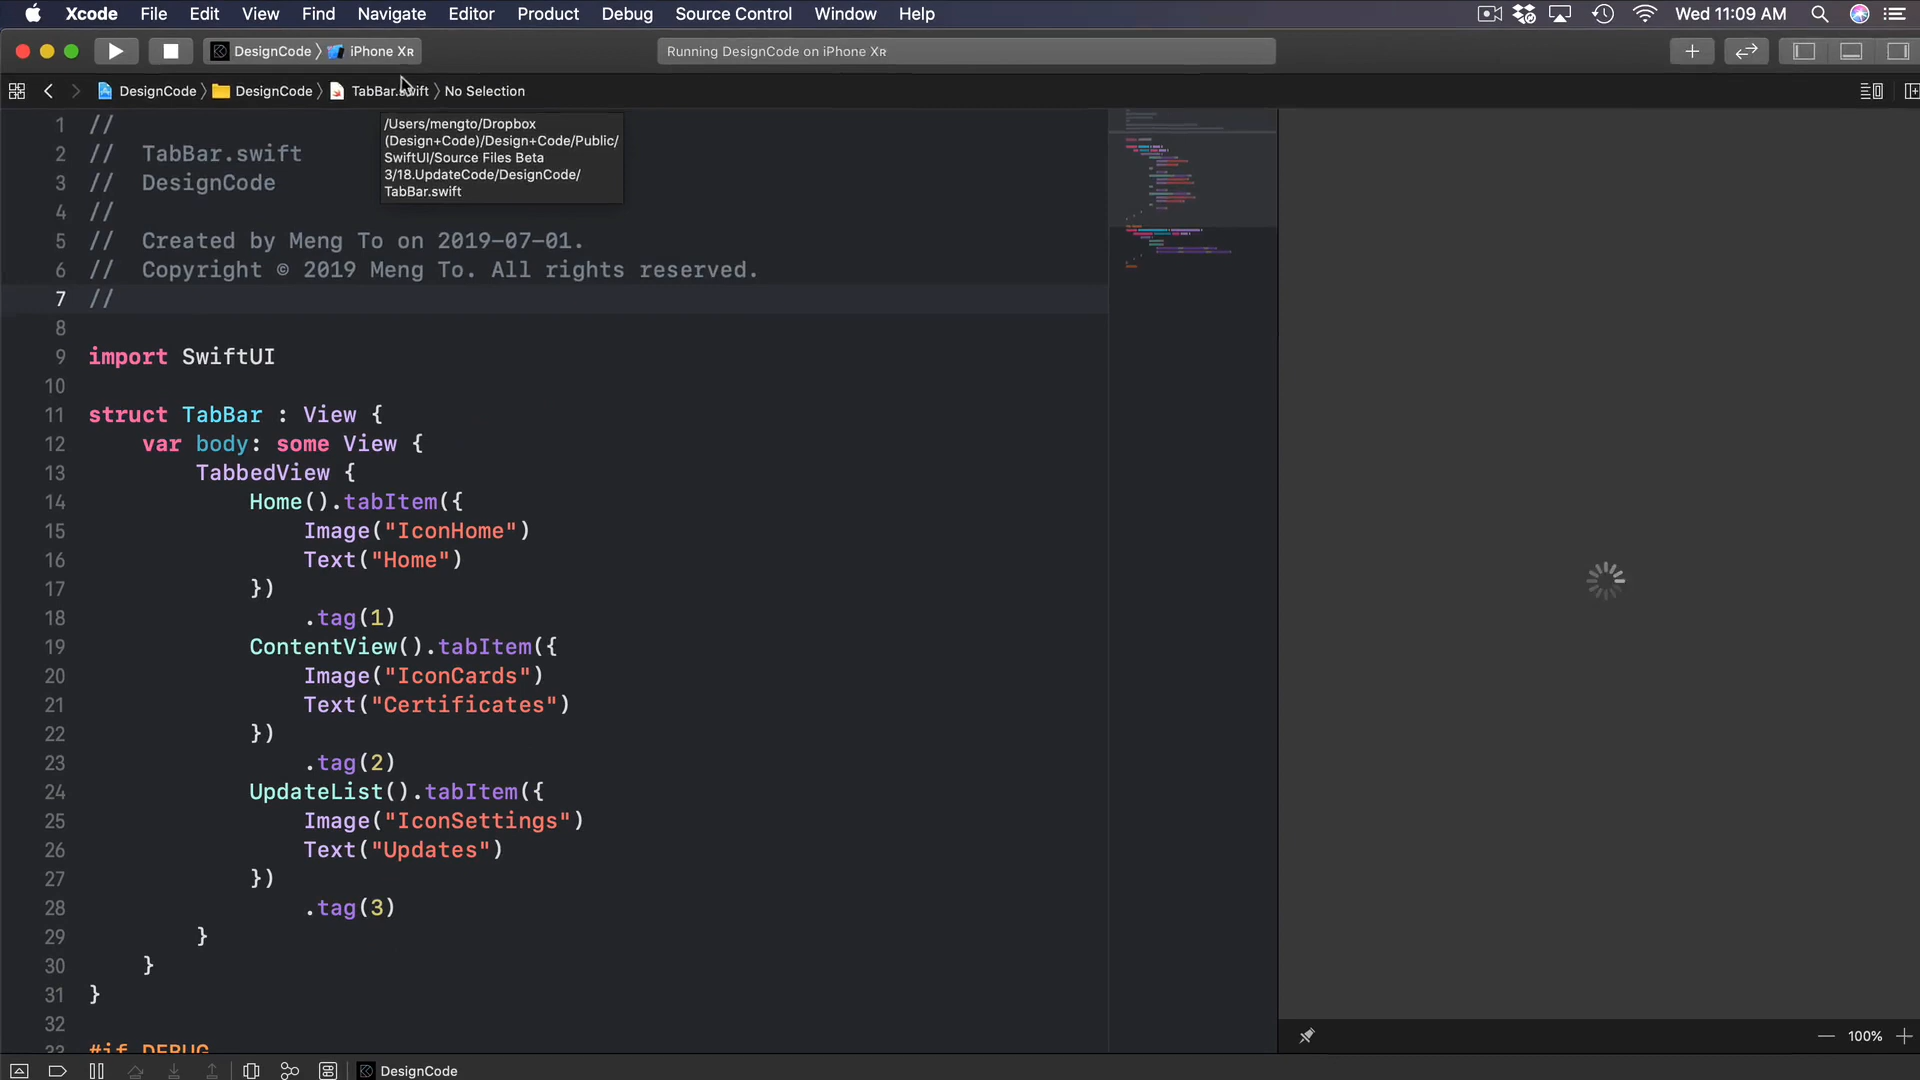 Xcode File Edit View Find Navigate Editor Product Debug Source Control Window Help Wed 11:09 AM
DesignCode iPhone Xʀ Running DesignCode on iPhone Xʀ
DesignCode DesignCode TabBar.swift No Selection
/Users/mengto/Dropbox
(Design+Code)/Design+Code/Public/
SwiftUI/Source Files Beta
3/18.UpdateCode/DesignCode/
TabBar.swift
1 //
2 // TabBar.swift
3 // DesignCode
4 //
5 // Created by Meng To on 2019-07-01.
6 // Copyright © 2019 Meng To. All rights reserved.
7 //
8
9 import SwiftUI
10
11 struct TabBar : View {
12 var body: some View {
13 TabbedView {
14 Home().tabItem({
15 Image("IconHome")
16 Text("Home")
17 })
18 .tag(1)
19 ContentView().tabItem({
20 Image("IconCards")
21 Text("Certificates")
22 })
23 .tag(2)
24 UpdateList().tabItem({
25 Image("IconSettings")
26 Text("Updates")
27 })
28 .tag(3)
29 }
30 }
31 }
32
33 #if DEBUG
100%
DesignCode